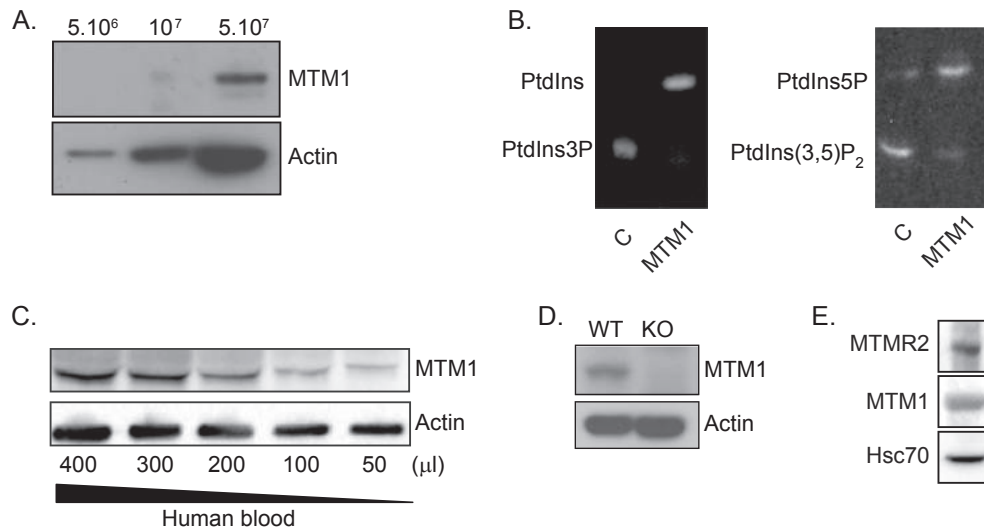 A.
5.10⁶ 10⁷ 5.10⁷
MTM1
Actin
B.
PtdIns
PtdIns3P
C MTM1
PtdIns5P
PtdIns(3,5)P₂
C MTM1
C.
MTM1
Actin
400 300 200 100 50 (µl)
Human blood
D.
WT KO
MTM1
Actin
E.
MTMR2
MTM1
Hsc70